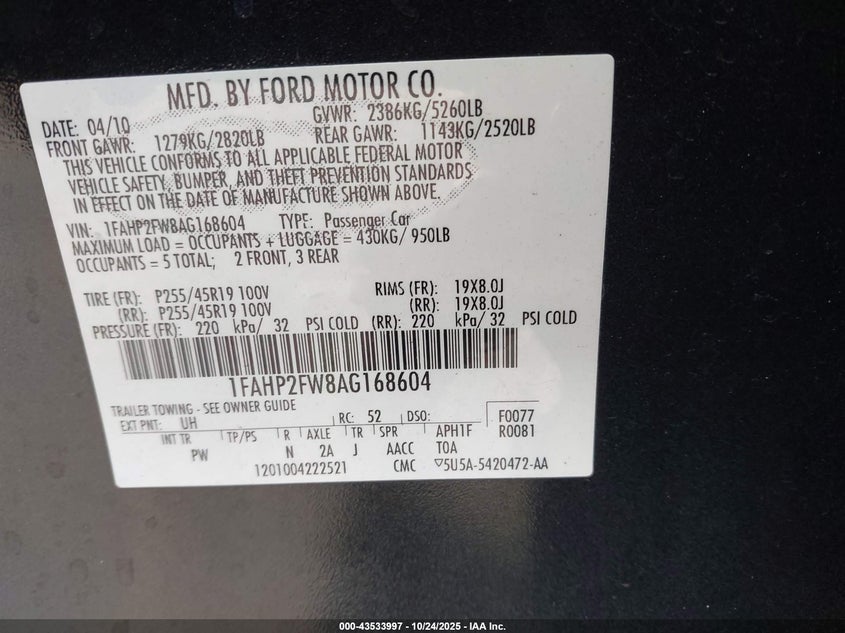 MFD. BY FORD MOTOR CO.
DATE: 04/10 GVWR: 2386KG/5260LB
FRONT GAWR: 1279KG/2820LB REAR GAWR: 1143KG/2520LB
THIS VEHICLE CONFORMS TO ALL APPLICABLE FEDERAL MOTOR
VEHICLE SAFETY, BUMPER, AND THEFT PREVENTION STANDARDS
IN EFFECT ON THE DATE OF MANUFACTURE SHOWN ABOVE.
VIN: 1FAHP2FW8AG168604 TYPE: Passenger Car
MAXIMUM LOAD = OCCUPANTS + LUGGAGE = 430KG/ 950LB
OCCUPANTS = 5 TOTAL; 2 FRONT, 3 REAR
TIRE (FR): P255/45R19 100V RIMS (FR): 19X8.0J
(RR): P255/45R19 100V (RR): 19X8.0J
PRESSURE (FR): 220 kPa/ 32 PSI COLD (RR): 220 kPa/ 32 PSI COLD
1FAHP2FW8AG168604
TRAILER TOWING - SEE OWNER GUIDE
EXT PNT: UH RC: 52 DSO: F0077
INT TR TP/PS R AXLE TR SPR APH1F R0081
PW N 2A J AACC TOA
1201004222521 CMC ▽5U5A-5420472-AA
000-43533997 - 10/24/2025 - IAA Inc.